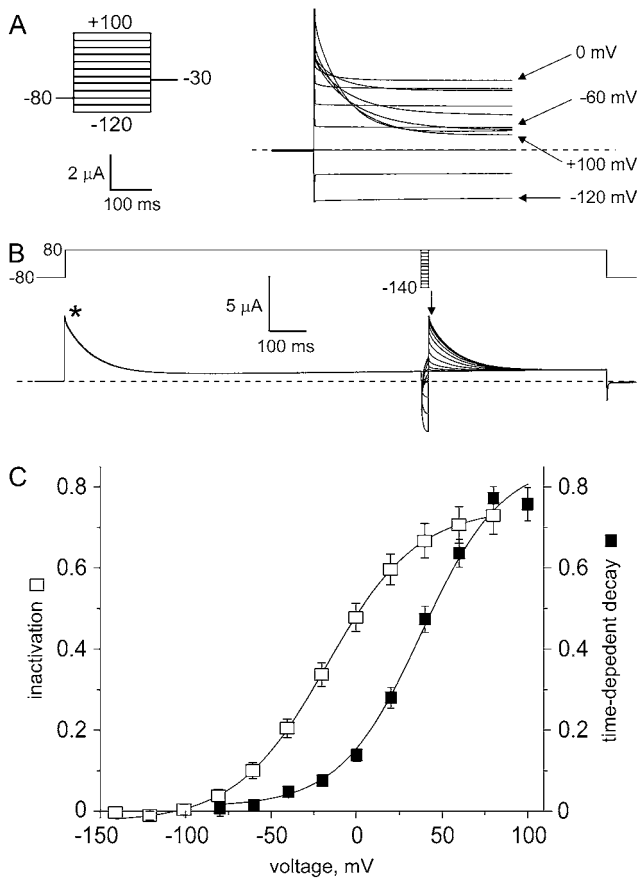 A
+100
-80
-30
-120
2 µA
100 ms
0 mV
-60 mV
+100 mV
-120 mV
B
80
-80
-140
5 µA
100 ms
*
C
0.8
0.6
0.4
0.2
0
inactivation
0.8
0.6
0.4
0.2
0
time-depedent decay
-150
-100
-50
0
50
100
voltage, mV